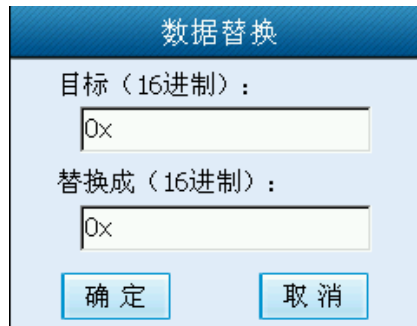 数据替换
目标（16进制）：
0x
替换成（16进制）：
0x
确 定
取 消